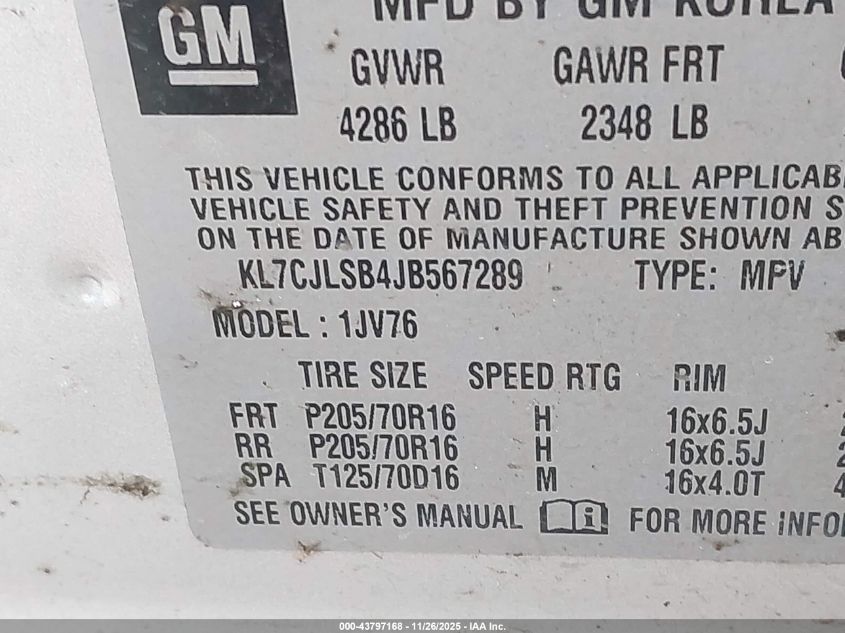 GM
MFD BY GM KOREA
GVWR GAWR FRT
4286 LB 2348 LB
THIS VEHICLE CONFORMS TO ALL APPLICAB
VEHICLE SAFETY AND THEFT PREVENTION S
ON THE DATE OF MANUFACTURE SHOWN AB
KL7CJLSB4JB567289 TYPE: MPV
MODEL : 1JV76
TIRE SIZE SPEED RTG RIM
FRT P205/70R16 H 16x6.5J
RR P205/70R16 H 16x6.5J
SPA T125/70D16 M 16x4.0T
SEE OWNER'S MANUAL i FOR MORE INFO
000-43797168 - 11/26/2025 - IAA Inc.